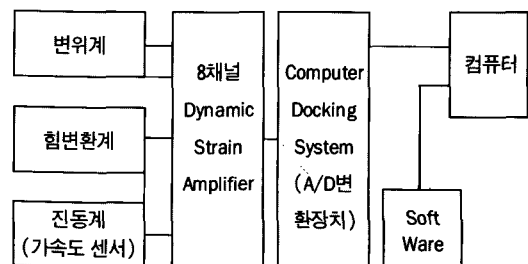 변위계
힘변환계
진동계
(가속도 센서)
8채널
Dynamic
Strain
Amplifier
Computer
Docking
System
(A/D변
환장치)
컴퓨터
Soft
Ware